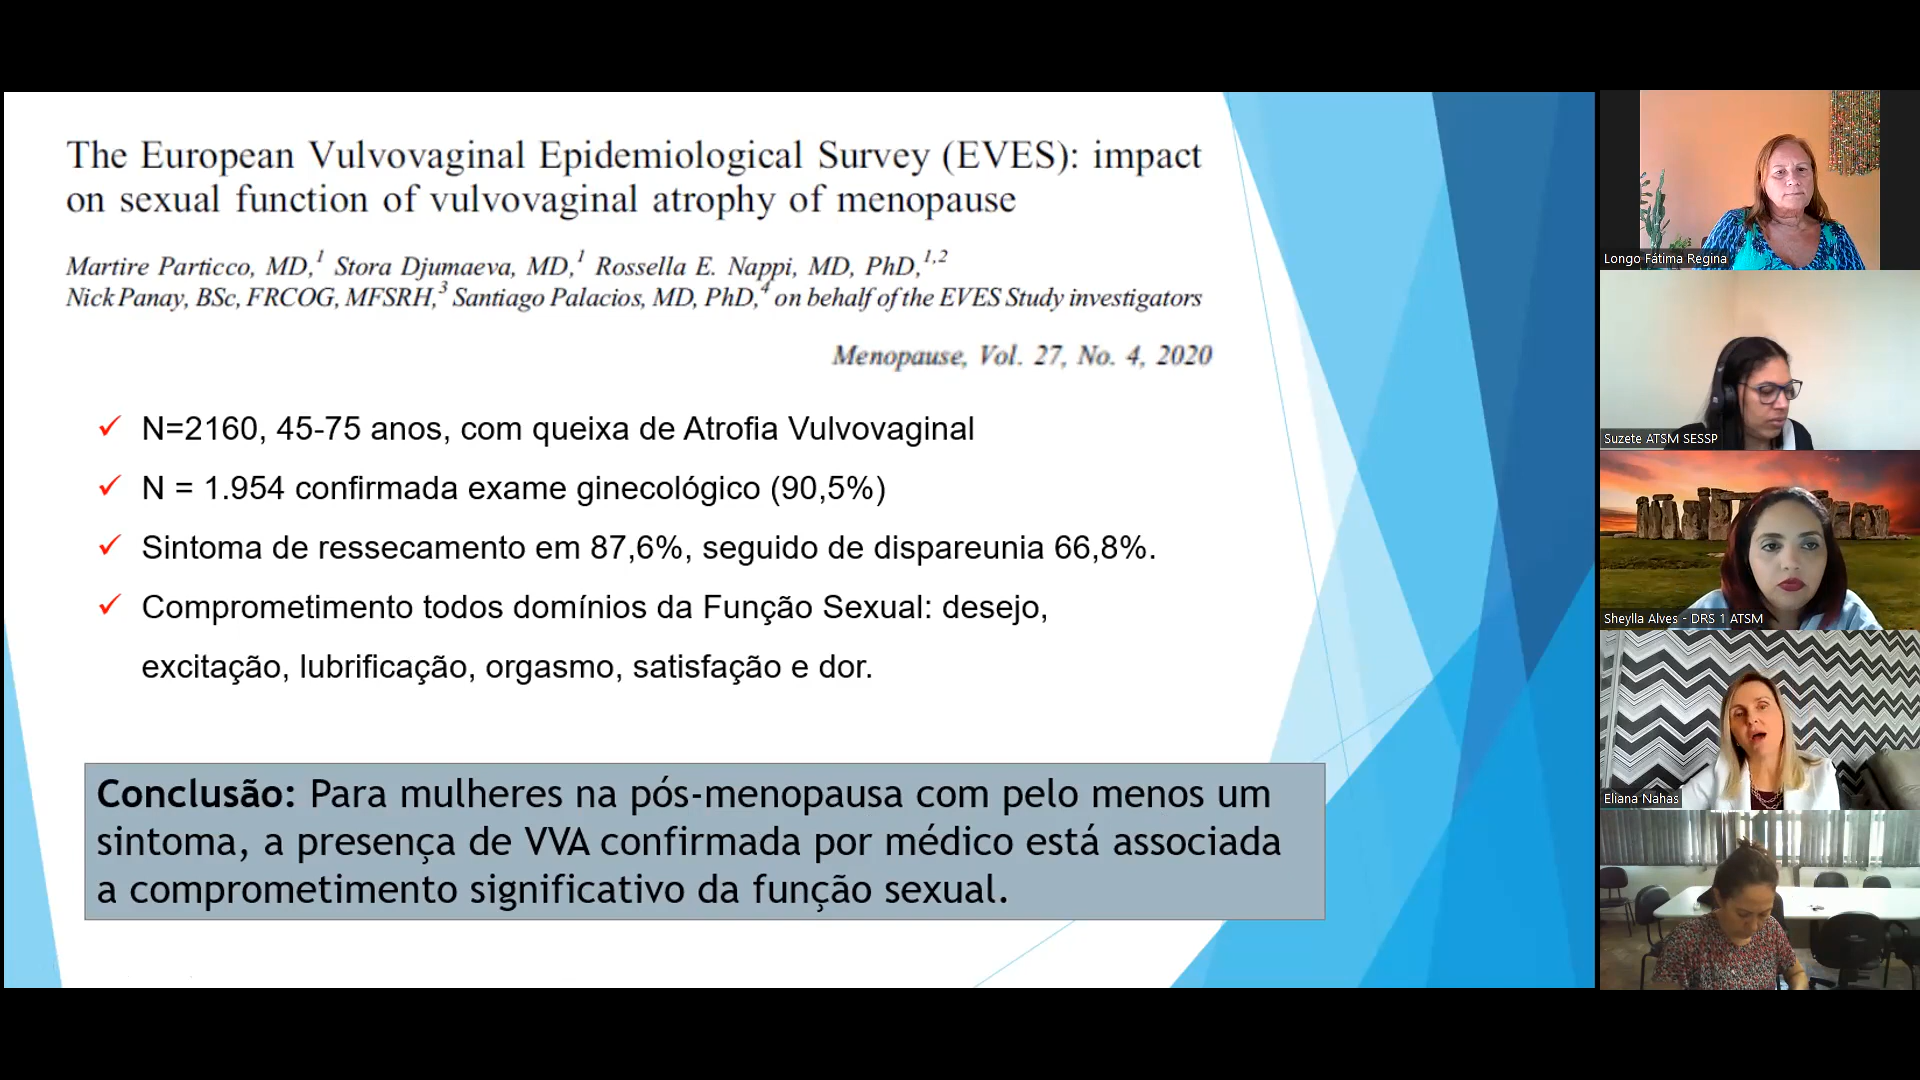 The European Vulvovaginal Epidemiological Survey (EVES): impact
on sexual function of vulvovaginal atrophy of menopause
Martire Particco, MD,1 Stora Djumaeva, MD,1 Rossella E. Nappi, MD, PhD,1,2
Nick Panay, BSc, FRCOG, MFSRH,3 Santiago Palacios, MD, PhD,4 on behalf of the EVES Study investigators
Menopause, Vol. 27, No. 4, 2020
✓ N=2160, 45-75 anos, com queixa de Atrofia Vulvovaginal
✓ N = 1.954 confirmada exame ginecológico (90,5%)
✓ Sintoma de ressecamento em 87,6%, seguido de dispareunia 66,8%.
✓ Comprometimento todos domínios da Função Sexual: desejo,
excitação, lubrificação, orgasmo, satisfação e dor.
Conclusão: Para mulheres na pós-menopausa com pelo menos um
sintoma, a presença de VVA confirmada por médico está associada
a comprometimento significativo da função sexual.
Longo Fátima Regina
Suzete ATSM SESSP
Sheylla Alves - DRS 1 ATSM
Eliana Nahas